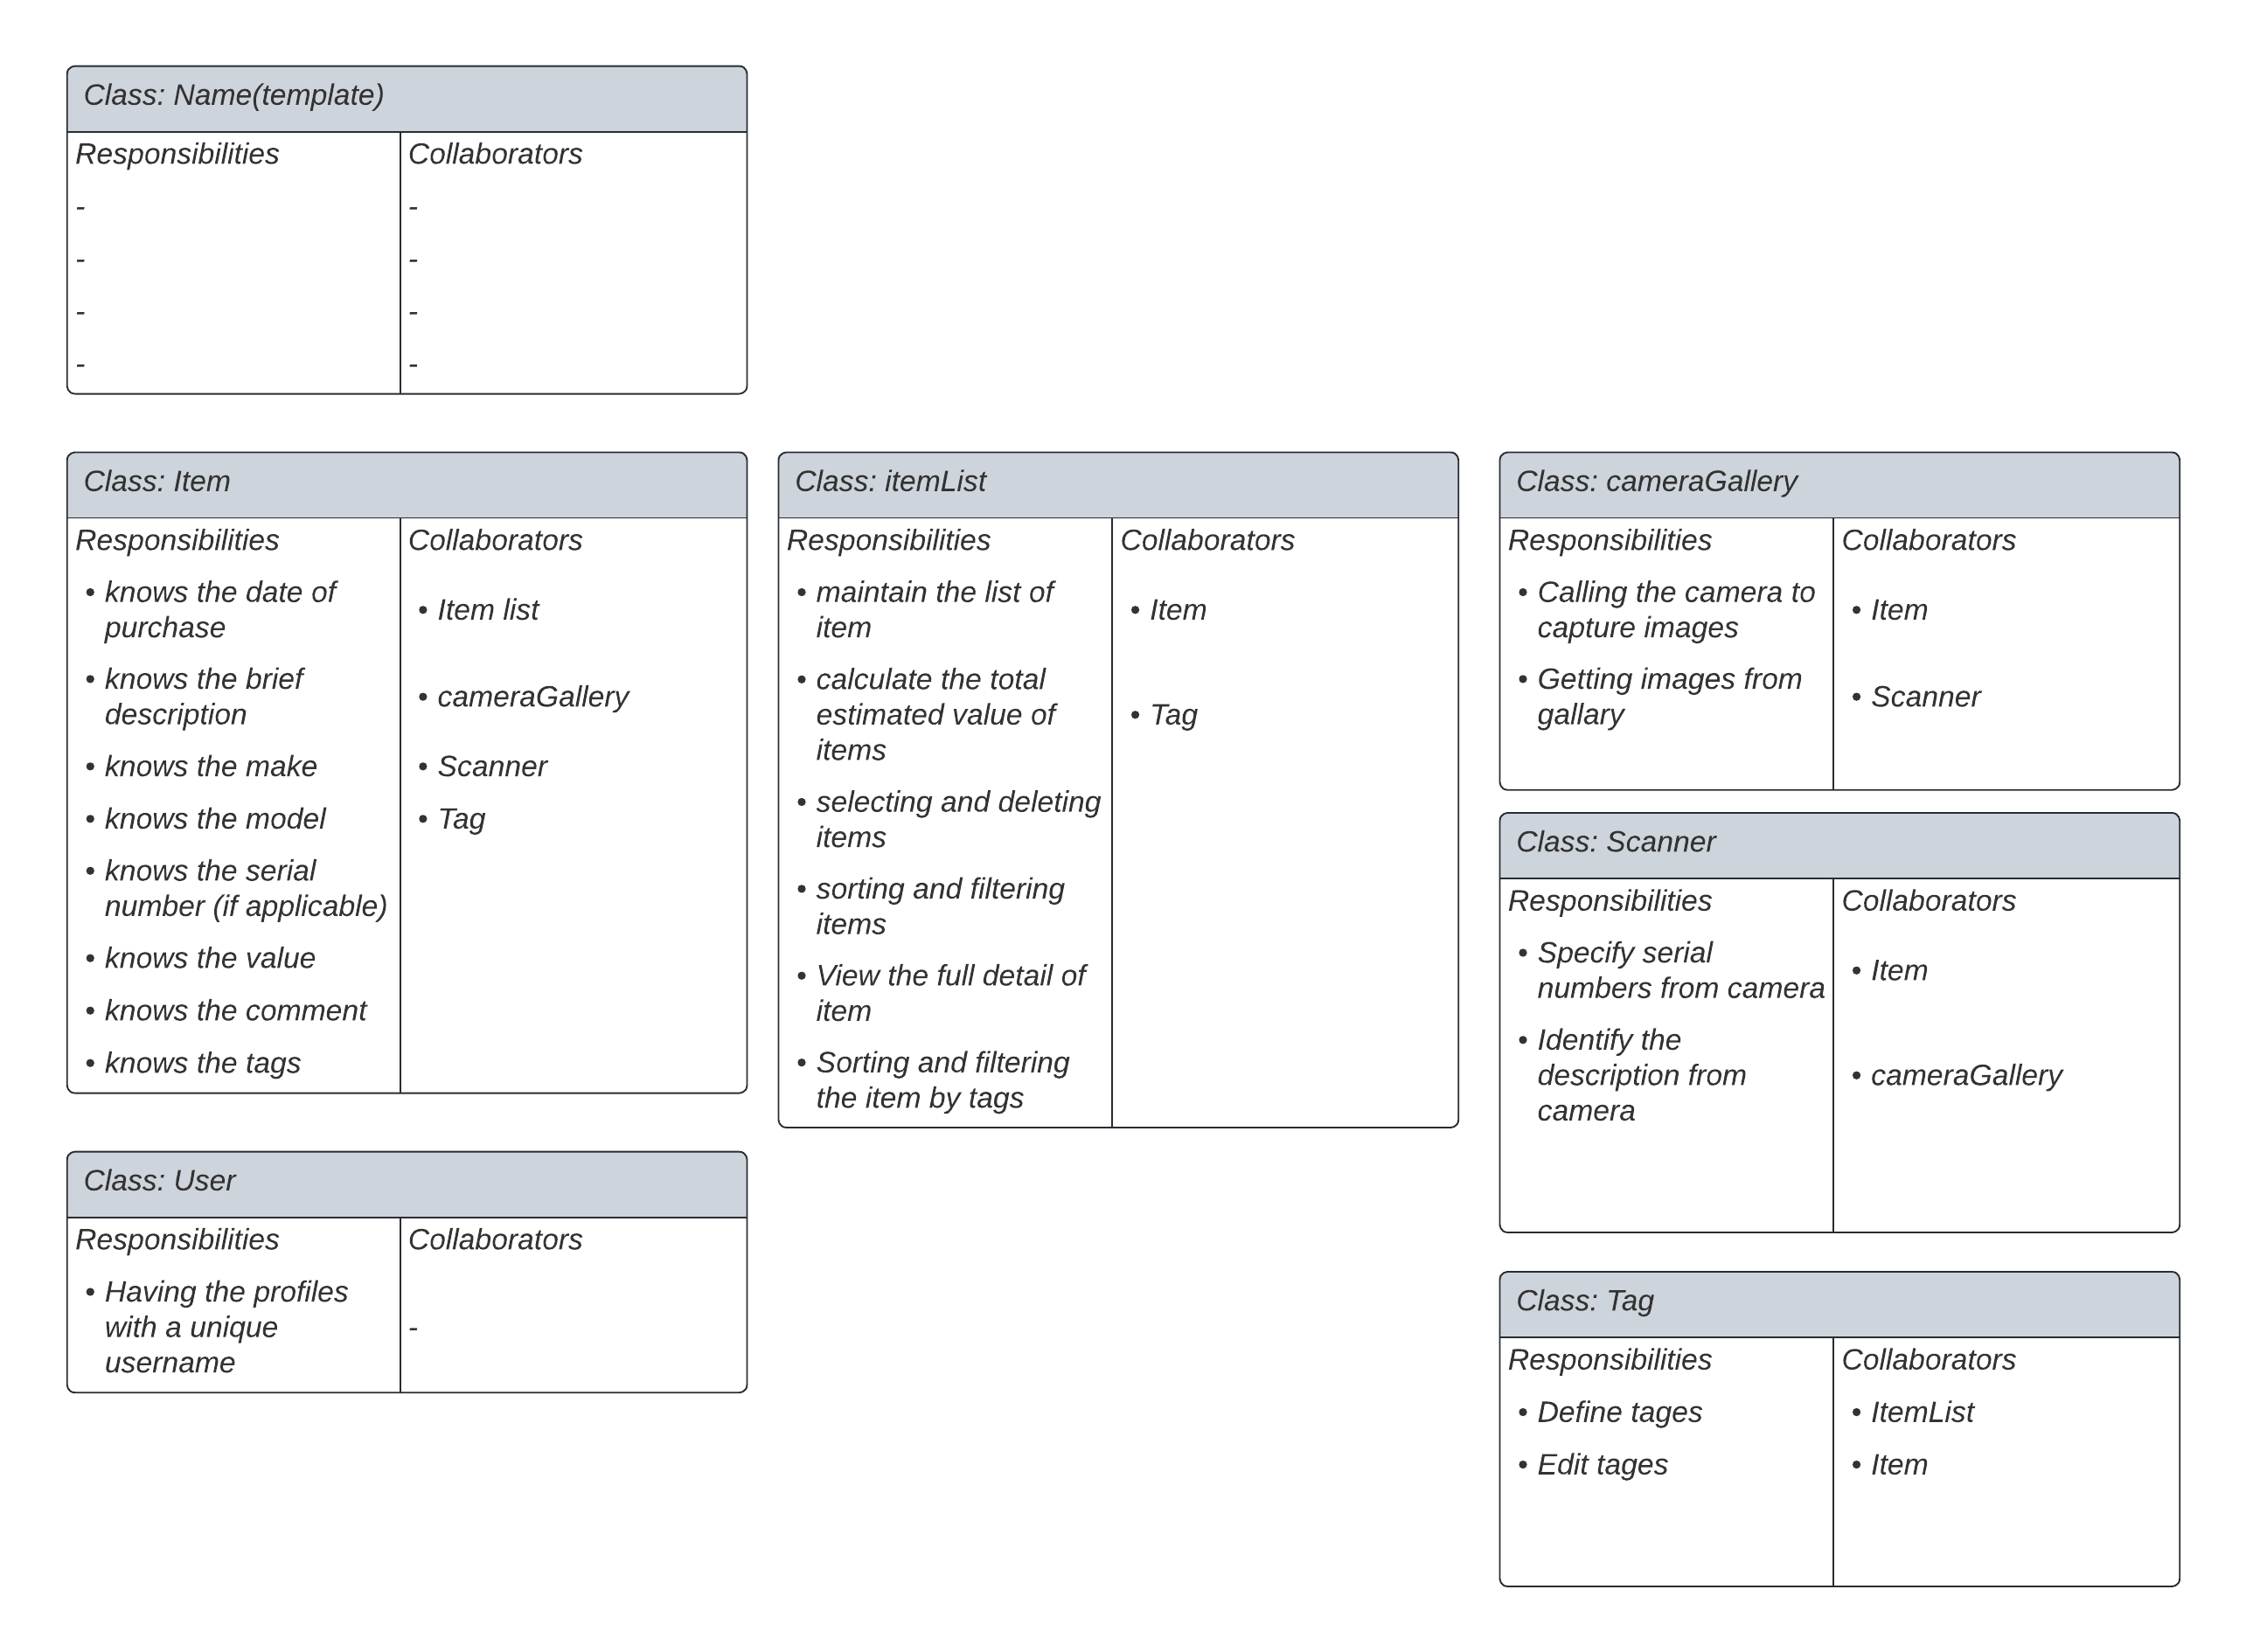 Class: Name(template)
Responsibilities
-
-
-
-
Collaborators
-
-
-
-
Class: Item
Responsibilities
• knows the date of
purchase
• knows the brief
description
• knows the make
• knows the model
• knows the serial
number (if applicable)
• knows the value
• knows the comment
• knows the tags
Collaborators
• Item list
• cameraGallery
• Scanner
• Tag
Class: User
Responsibilities
• Having the profiles
with a unique
username
Collaborators
-
Class: itemList
Responsibilities
• maintain the list of
item
• calculate the total
estimated value of
items
• selecting and deleting
items
• sorting and filtering
items
• View the full detail of
item
• Sorting and filtering
the item by tags
Collaborators
• Item
• Tag
Class: cameraGallery
Responsibilities
• Calling the camera to
capture images
• Getting images from
gallary
Collaborators
• Item
• Scanner
Class: Scanner
Responsibilities
• Specify serial
numbers from camera
• Identify the
description from
camera
Collaborators
• Item
• cameraGallery
Class: Tag
Responsibilities
• Define tages
• Edit tages
Collaborators
• ItemList
• Item